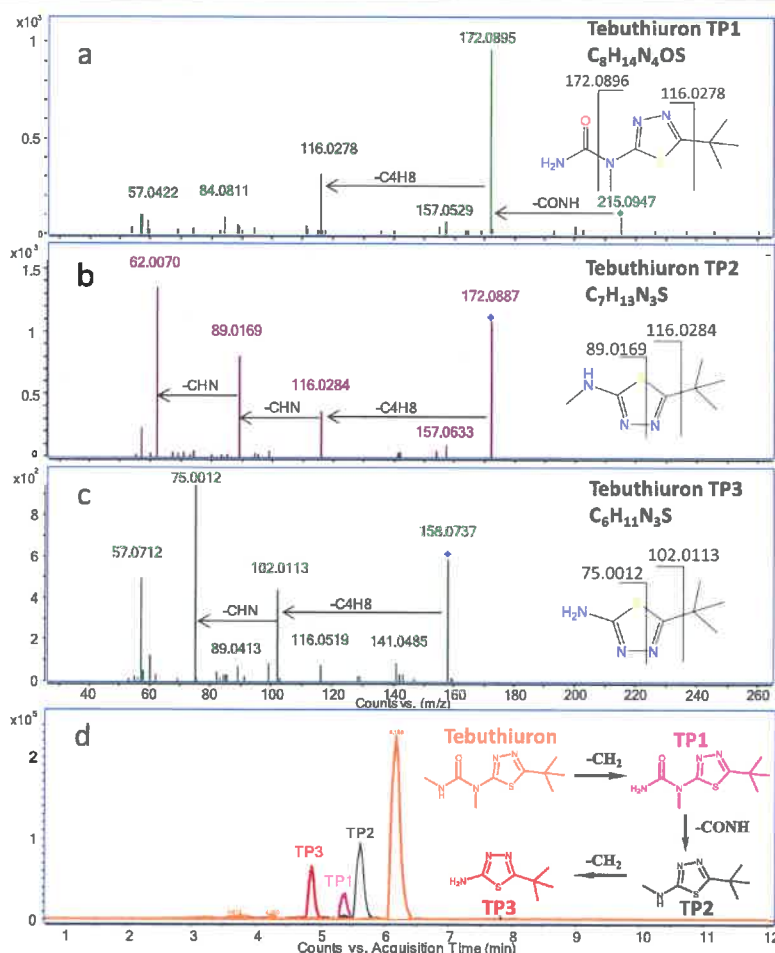 x10³
1
0.5
0
a
57.0422
84.0811
116.0278
-C4H8
157.0529
172.0895
-CONH
215.0947
Tebuthiuron TP1
C₈H₁₄N₄OS
172.0896
116.0278
O
H₂N
N
N
N
S
x10³
1.5
1
0.5
0
b
62.0070
-CHN
89.0169
-CHN
116.0284
-C4H8
157.0633
172.0887
Tebuthiuron TP2
C₇H₁₃N₃S
116.0284
89.0169
H
N
S
N
N
x10²
8
6
4
2
0
c
57.0712
75.0012
-CHN
89.0413
102.0113
-C4H8
116.0519
141.0485
158.0737
Tebuthiuron TP3
C₆H₁₁N₃S
102.0113
75.0012
H₂N
S
N
N
40 60 80 100 120 140 160 180 200 220 240 260
Counts vs. (m/z)
x10⁵
2
1
0
d
TP3
TP1
TP2
Tebuthiuron
O
N
H
N
N
N
S
-CH₂
TP1
O
H₂N
N
N
N
S
-CONH
N
H
N
N
S
TP2
-CH₂
H₂N
N
N
S
TP3
1 2 3 4 5 6 7 8 9 10 11 12
Counts vs. Acquisition Time (min)